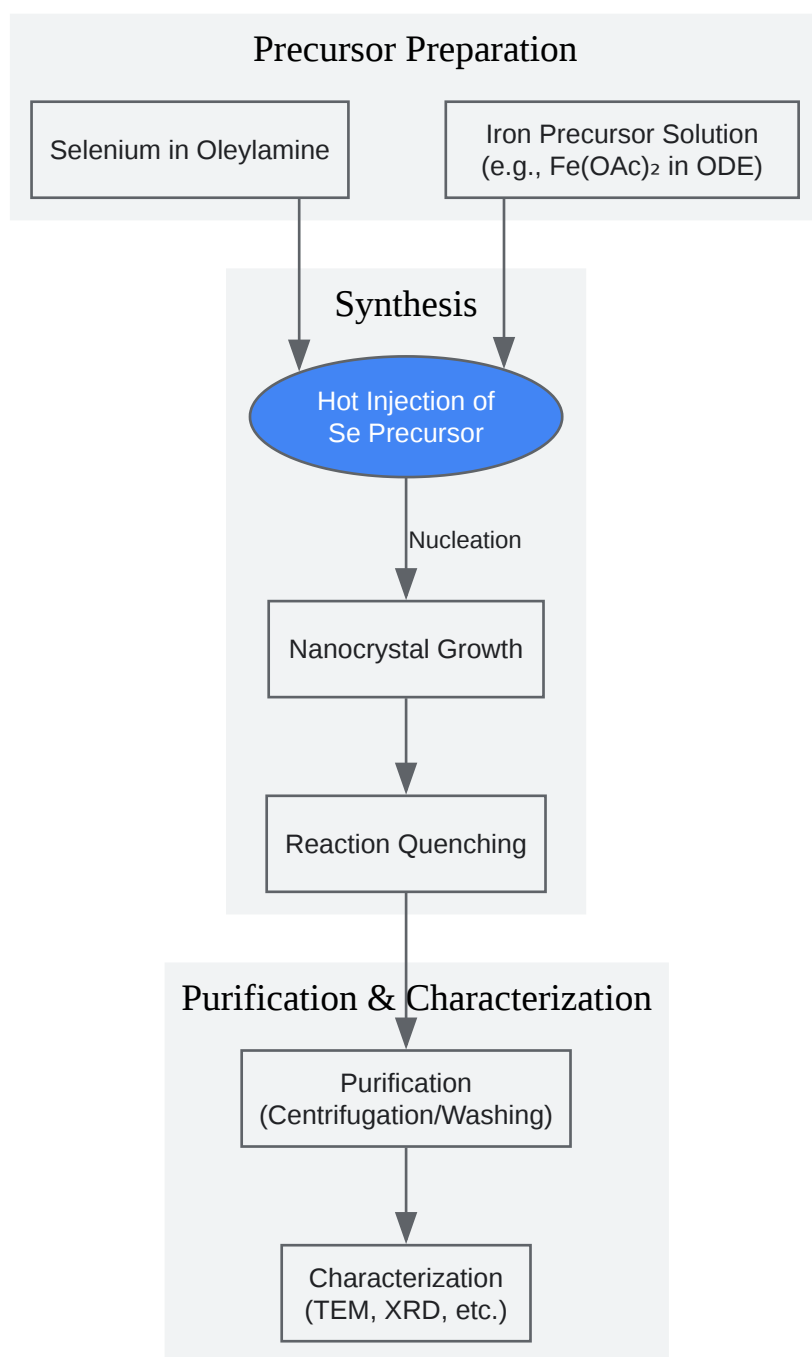 Precursor Preparation
Selenium in Oleylamine
Iron Precursor Solution
(e.g., Fe(OAc)₂ in ODE)
Synthesis
Hot Injection of
Se Precursor
Nucleation
Nanocrystal Growth
Reaction Quenching
Purification & Characterization
Purification
(Centrifugation/Washing)
Characterization
(TEM, XRD, etc.)